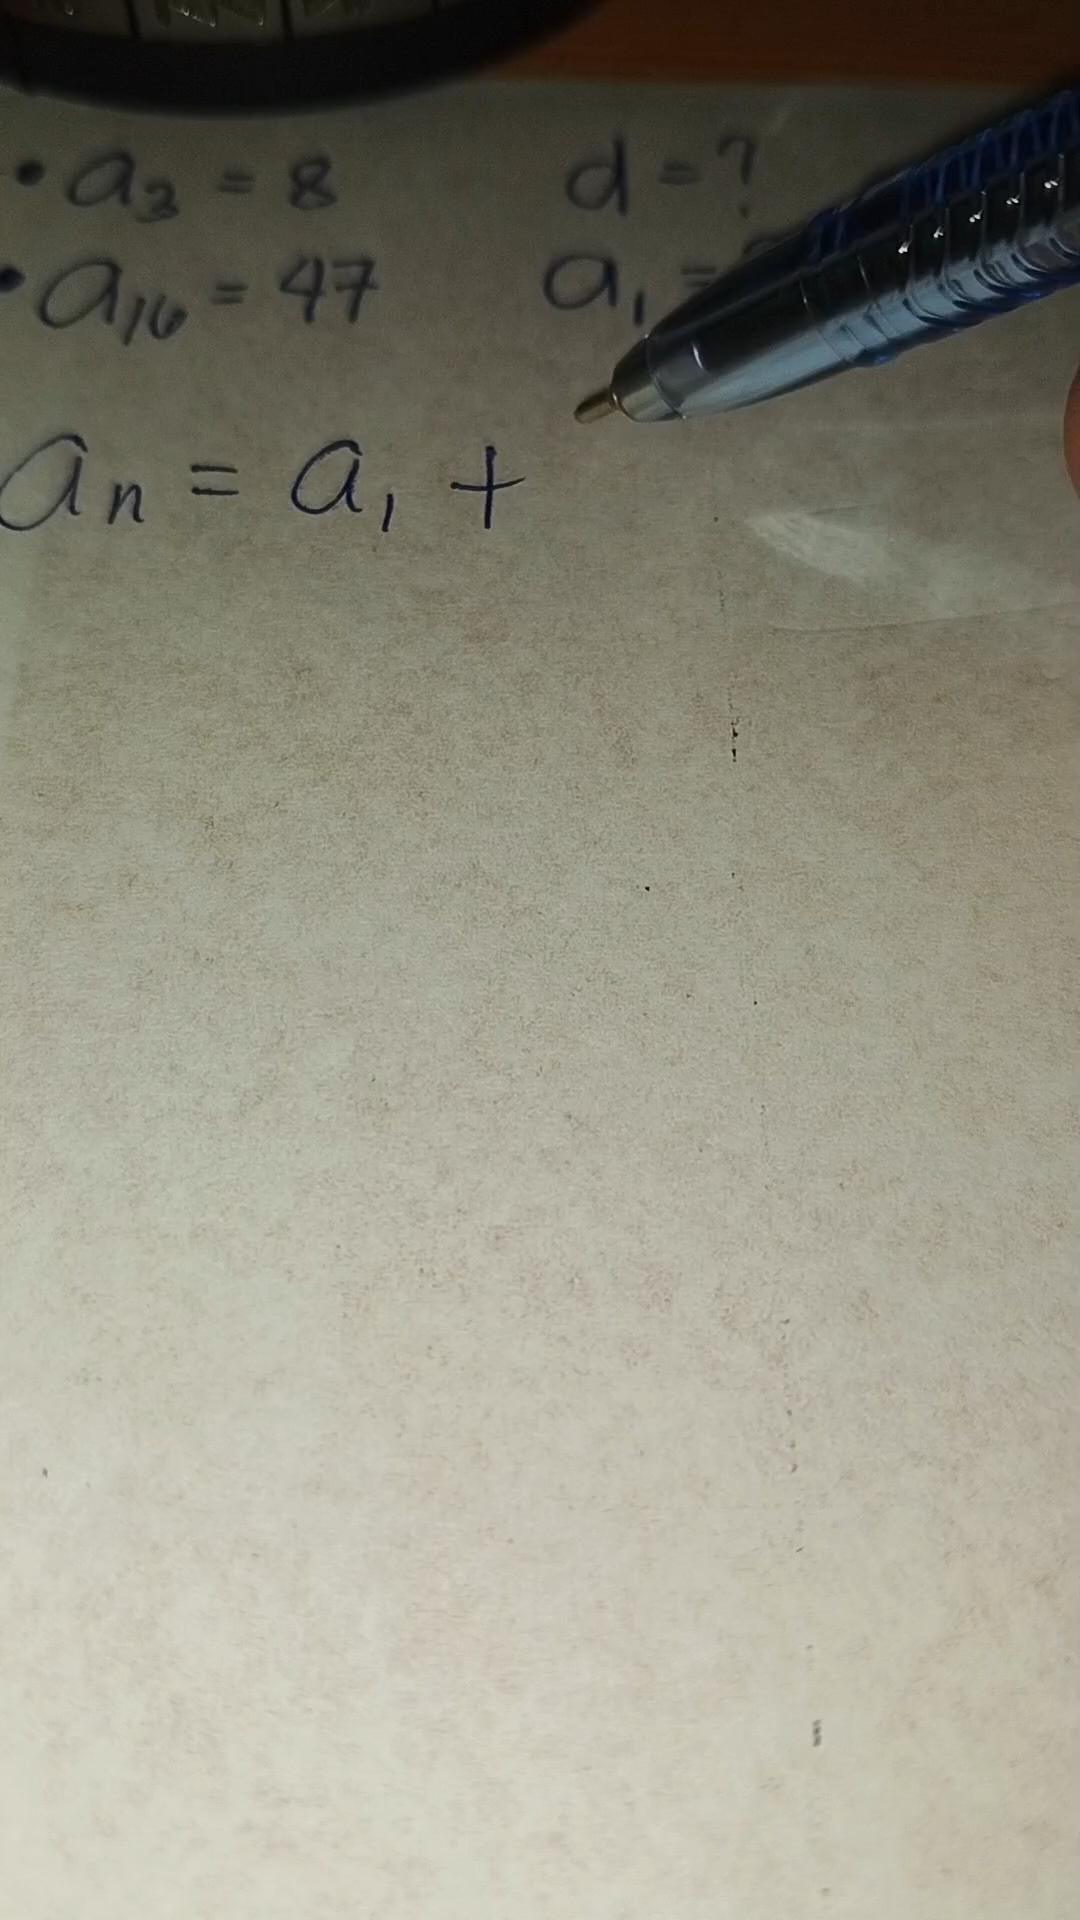 • a₃ = 8 d = ?
• a₁₆ = 47 a₁ =
aₙ = a₁ +